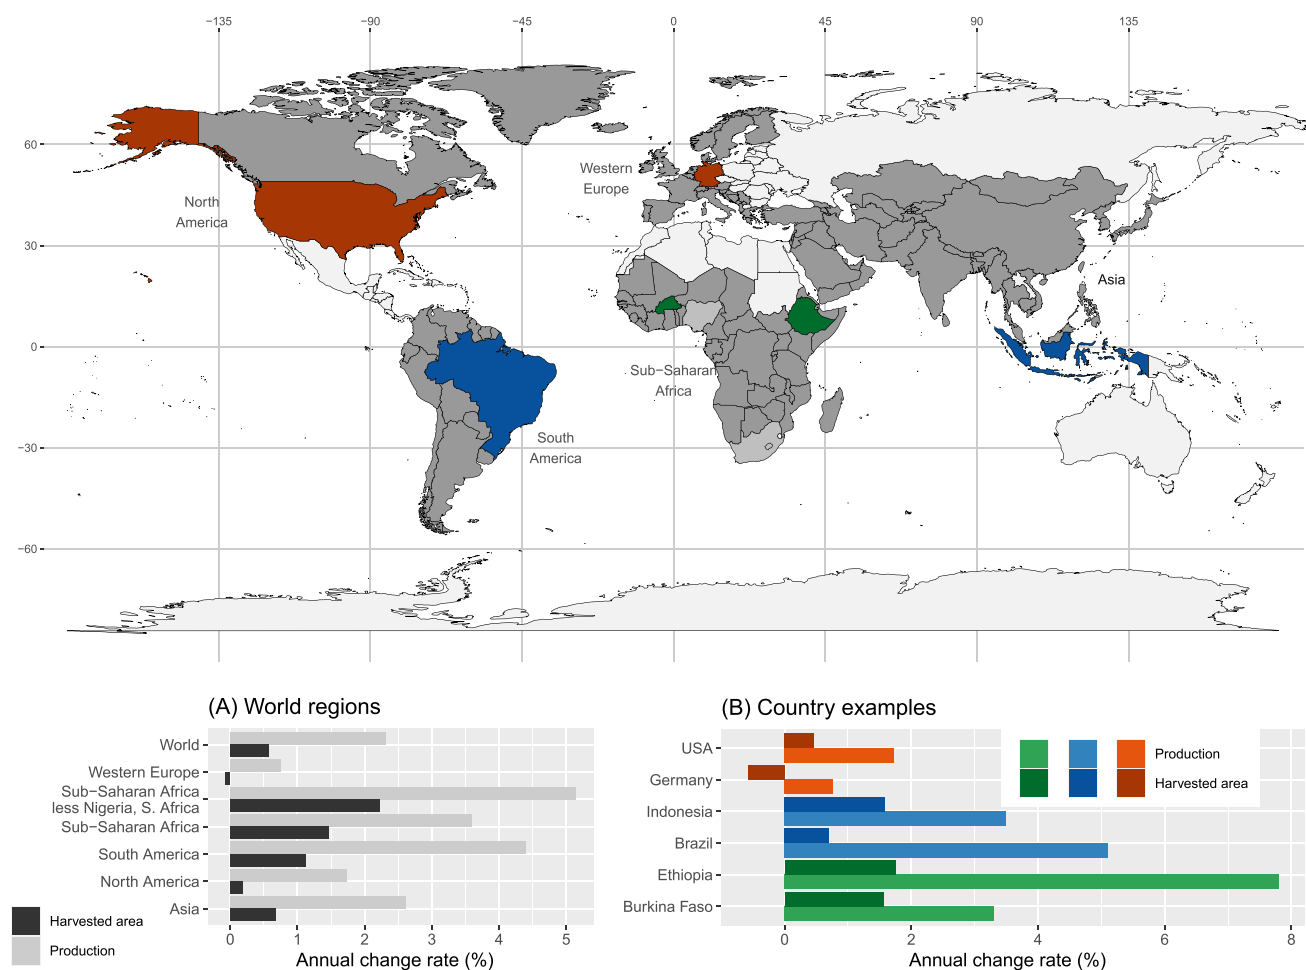 −135
−90
−45
0
45
90
135
60
30
0
−30
−60
Western
Europe
North
America
Asia
Sub−Saharan
Africa
South
America
(A) World regions
World
Western Europe
Sub−Saharan Africa
less Nigeria, S. Africa
Sub−Saharan Africa
South America
North America
Asia
0 1 2 3 4 5
Annual change rate (%)
Harvested area
Production
(B) Country examples
USA
Germany
Indonesia
Brazil
Ethiopia
Burkina Faso
Production
Harvested area
0 2 4 6 8
Annual change rate (%)